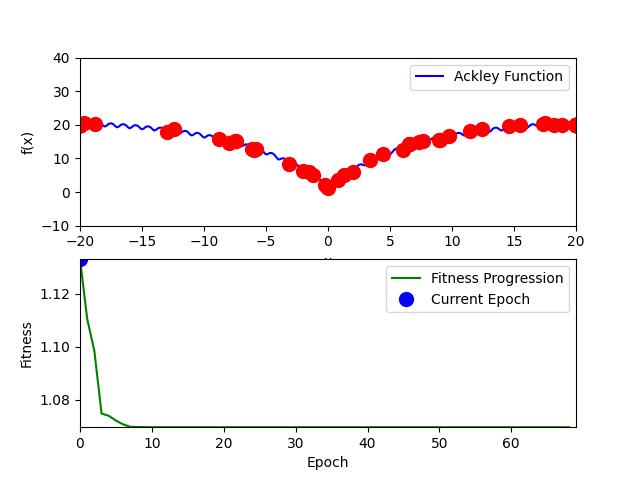 40
30
20
10
0
−10
f(x)
Ackley Function
−20 −15 −10 −5 0 5 10 15 20
1.12
1.10
1.08
Fitness
Fitness Progression
Current Epoch
0 10 20 30 40 50 60
Epoch